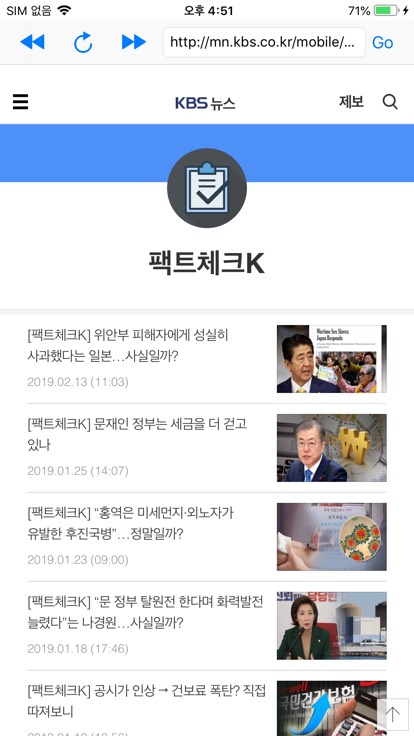 SIM 없음 오후 4:51 71%
http://mn.kbs.co.kr/mobile/... Go
KBS 뉴스 제보
팩트체크K
[팩트체크K] 위안부 피해자에게 성실히
사과했다는 일본…사실일까?
Wartime Sex Slaves:
Japan Responds
2019.02.13 (11:03)
[팩트체크K] 문재인 정부는 세금을 더 걷고
있나
2019.01.25 (14:07)
[팩트체크K] “홍역은 미세먼지·외노자가
유발한 후진국병”…정말일까?
2019.01.23 (09:00)
[팩트체크K] “문 정부 탈원전 한다며 화력발전
늘렸다”는 나경원…사실일까?
2019.01.18 (17:46)
[팩트체크K] 공시가 인상 → 건보료 폭탄? 직접
따져보니
국민건강보험